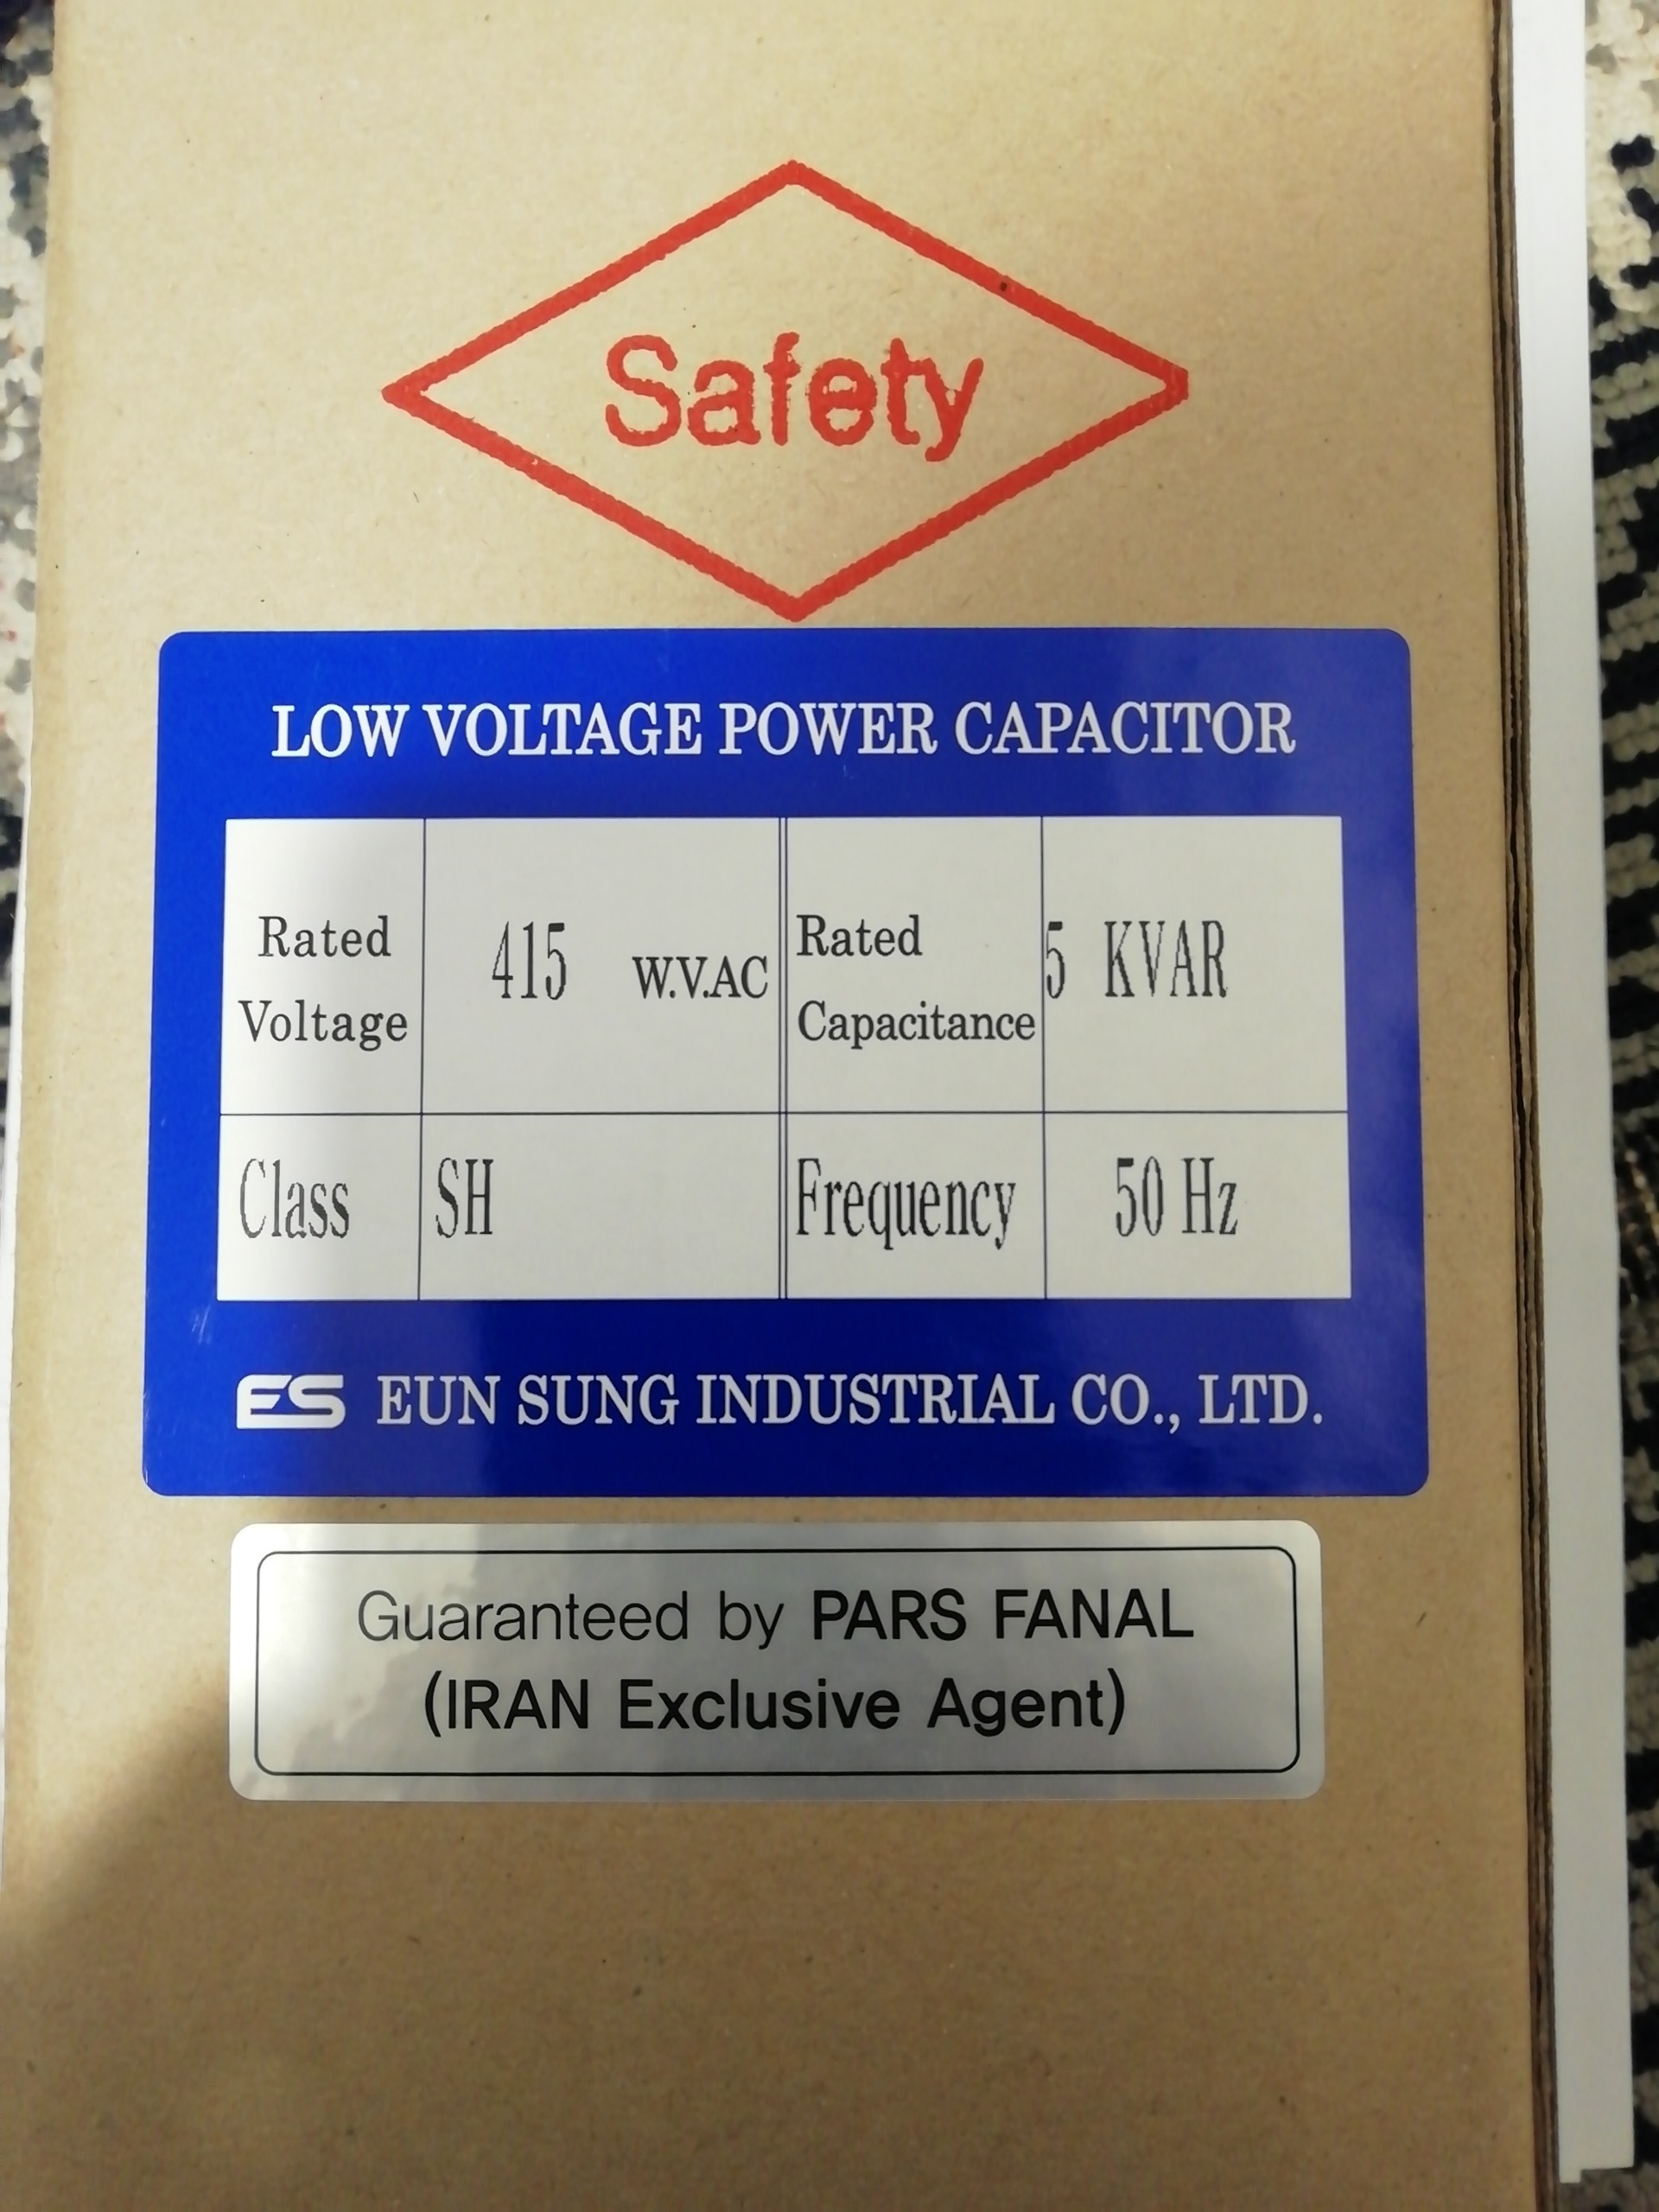 Safety
LOW VOLTAGE POWER CAPACITOR
Rated Voltage 415 W.V.AC Rated Capacitance 5 KVAR
Class SH Frequency 50 Hz
ES EUN SUNG INDUSTRIAL CO., LTD.
Guaranteed by PARS FANAL
(IRAN Exclusive Agent)